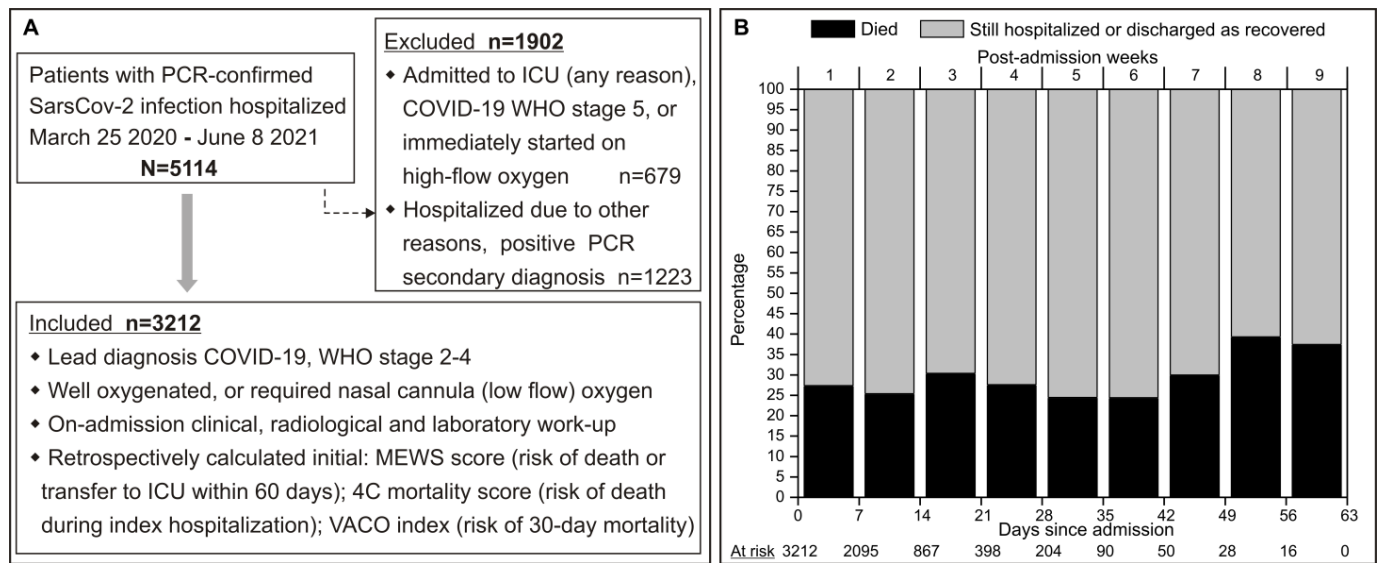 A
Patients with PCR-confirmed
SarsCov-2 infection hospitalized
March 25 2020 - June 8 2021
N=5114
Excluded n=1902
◆ Admitted to ICU (any reason),
COVID-19 WHO stage 5, or
immediately started on
high-flow oxygen n=679
◆ Hospitalized due to other
reasons, positive PCR
secondary diagnosis n=1223
Included n=3212
◆ Lead diagnosis COVID-19, WHO stage 2-4
◆ Well oxygenated, or required nasal cannula (low flow) oxygen
◆ On-admission clinical, radiological and laboratory work-up
◆ Retrospectively calculated initial: MEWS score (risk of death or
transfer to ICU within 60 days); 4C mortality score (risk of death
during index hospitalization); VACO index (risk of 30-day mortality)
B
Died Still hospitalized or discharged as recovered
Post-admission weeks
1 2 3 4 5 6 7 8 9
Percentage
100
95
90
85
80
75
70
65
60
55
50
45
40
35
30
25
20
15
10
5
0
0 7 14 21 28 35 42 49 56 63
Days since admission
At risk 3212 2095 867 398 204 90 50 28 16 0